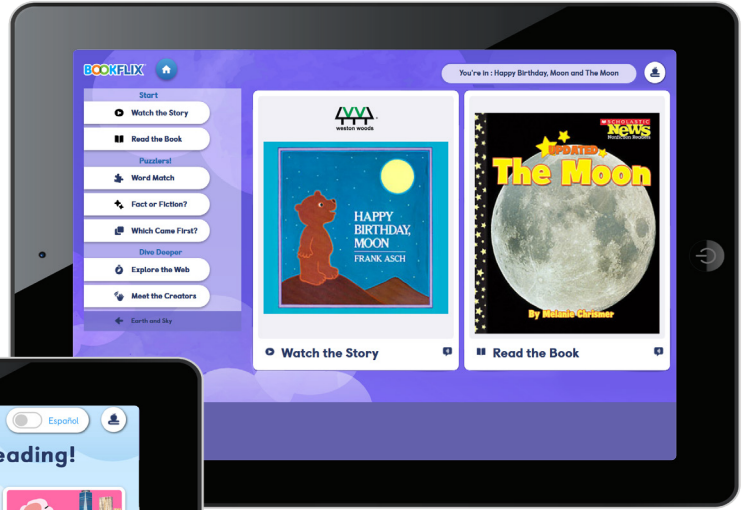 BOOKFLIX
You're in : Happy Birthday, Moon and The Moon
Start
Watch the Story
Read the Book
Puzzlers!
Word Match
Fact or Fiction?
Which Came First?
Dive Deeper
Explore the Web
Meet the Creators
Earth and Sky
weston woods
HAPPY
BIRTHDAY,
MOON
FRANK ASCH
Watch the Story
SCHOLASTIC
NEWS
Nonfiction Readers
UPDATED
The Moon
By Melanie Chrismer
Read the Book
Español
eading!